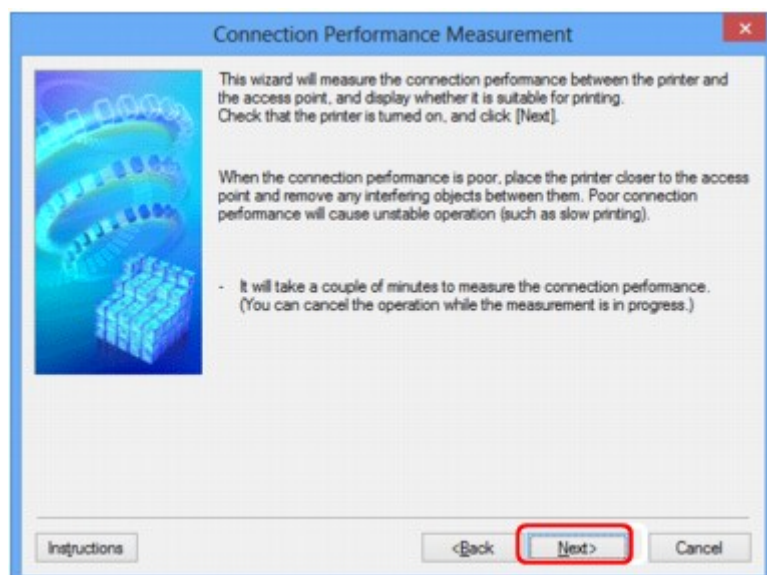 Connection Performance Measurement
This wizard will measure the connection performance between the printer and
the access point, and display whether it is suitable for printing.
Check that the printer is turned on, and click [Next].
When the connection performance is poor, place the printer closer to the access
point and remove any interfering objects between them. Poor connection
performance will cause unstable operation (such as slow printing).
- It will take a couple of minutes to measure the connection performance.
(You can cancel the operation while the measurement is in progress.)
Instructions
<Back
Next>
Cancel